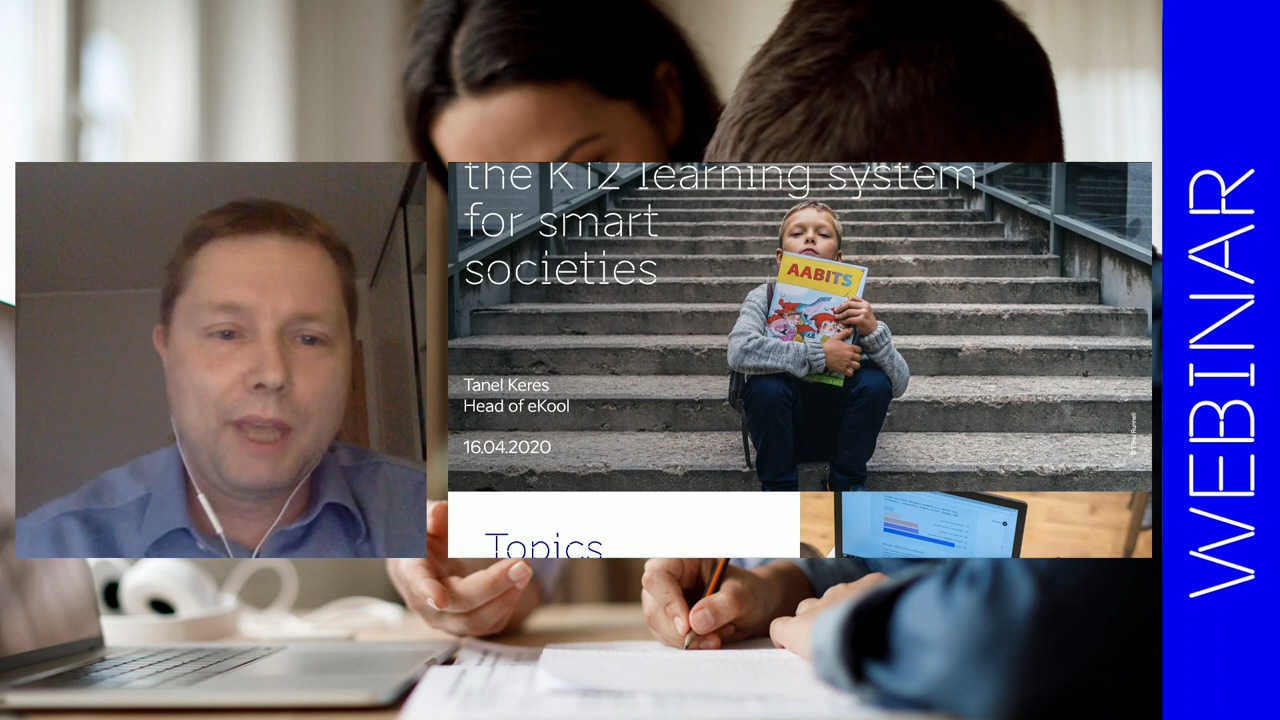 the K12 learning system
for smart
societies
AABITS
Tanel Keres
Head of eKool
16.04.2020
Topics
WEBINAR